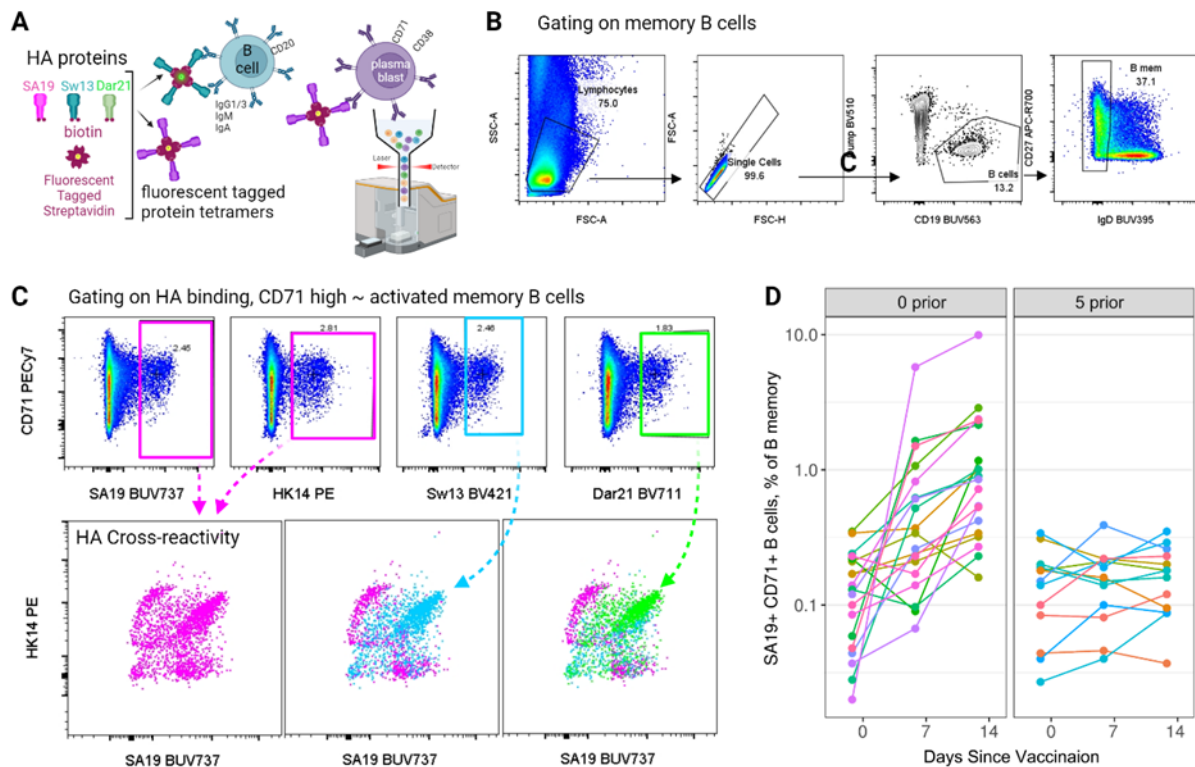 A
HA proteins
SA19 Sw13 Dar21
biotin
Fluorescent
Tagged
Streptavidin
fluorescent tagged
protein tetramers
B
cell
CD20
IgG1/3
IgM
IgA
CD71
CD38
plasma
blast
Laser
Detector
B
Gating on memory B cells
SSC-A
Lymphocytes
75.0
FSC-A
FSC-A
Single Cells
99.6
FSC-H
ump BV510
C
B cells
13.2
CD19 BUV563
CD27 APC-R700
B mem
37.1
IgD BUV395
C
Gating on HA binding, CD71 high ~ activated memory B cells
CD71 PECy7
2.46
2.81
2.46
1.83
SA19 BUV737
HK14 PE
Sw13 BV421
Dar21 BV711
HA Cross-reactivity
HK14 PE
SA19 BUV737
SA19 BUV737
SA19 BUV737
D
0 prior
5 prior
SA19+ CD71+ B cells, % of B memory
10.0
1.0
0.1
0
7
14
0
7
14
Days Since Vaccinaion